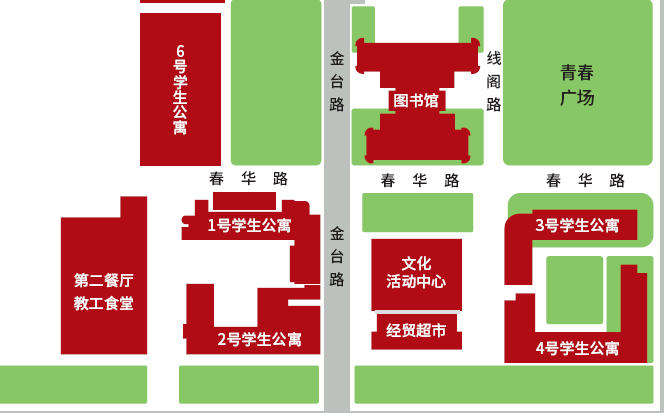 6号学生公寓
金台路
图书馆
线阁路
青春
广场
春华路
春华路
春华路
1号学生公寓
金台路
3号学生公寓
第二餐厅
教工食堂
文化
活动中心
2号学生公寓
经贸超市
4号学生公寓